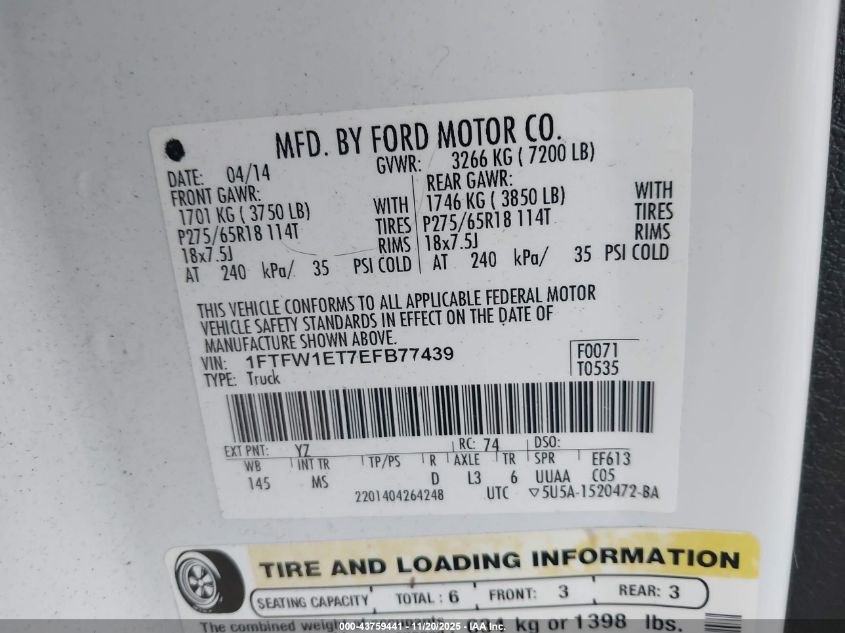 MFD. BY FORD MOTOR CO.
DATE: 04/14 GVWR: 3266 KG ( 7200 LB)
FRONT GAWR: REAR GAWR:
1701 KG ( 3750 LB) WITH 1746 KG ( 3850 LB) WITH
P275/65R18 114T TIRES P275/65R18 114T TIRES
18x7.5J RIMS 18x7.5J RIMS
AT 240 kPa/ 35 PSI COLD AT 240 kPa/ 35 PSI COLD
THIS VEHICLE CONFORMS TO ALL APPLICABLE FEDERAL MOTOR
VEHICLE SAFETY STANDARDS IN EFFECT ON THE DATE OF
MANUFACTURE SHOWN ABOVE.
VIN: 1FTFW1ET7EFB77439 F0071
TYPE: Truck T0535
EXT PNT: YZ RC: 74 DSO:
WB INT TR TP/PS R AXLE TR SPR EF613
145 MS D L3 6 UUAA C05
2201404264248 UTC ▽5U5A-1520472-BA
TIRE AND LOADING INFORMATION
SEATING CAPACITY TOTAL : 6 FRONT: 3 REAR: 3
The combined kg or 1398 lbs.
000-43759441 - 11/20/2025 - IAA Inc.